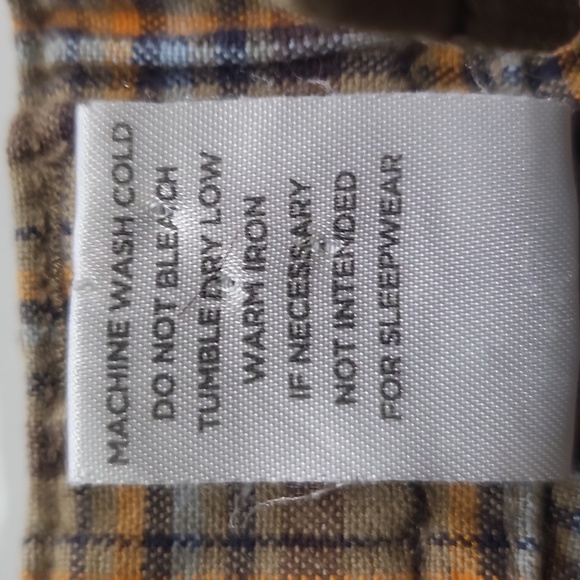 MACHINE WASH COLD
DO NOT BLEACH
TUMBLE DRY LOW
WARM IRON
IF NECESSARY
NOT INTENDED
FOR SLEEPWEAR